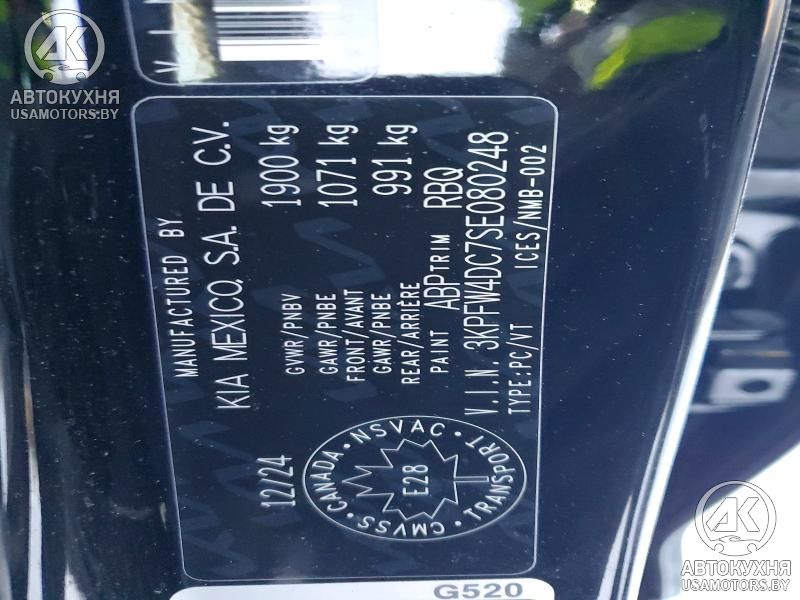 V I N
MANUFACTURED BY
KIA MEXICO, S.A. DE C.V.
12/24
GVWR/PNBV 1900 kg
GAWR/PNBE
FRONT/AVANT 1071 kg
GAWR/PNBE
REAR/ARRIÈRE 991 kg
PAINT ABP TRIM RBQ
V.I.N. 3KPFW4DC7SE080248
TYPE:PC/VT ICES/NMB-002
CMVSS • CANADA • NSVAC • TRANSPORT •
E28
G520
AK
АВТОКУХНЯ
USAMOTORS.BY
AK
АВТОКУХНЯ
USAMOTORS.BY